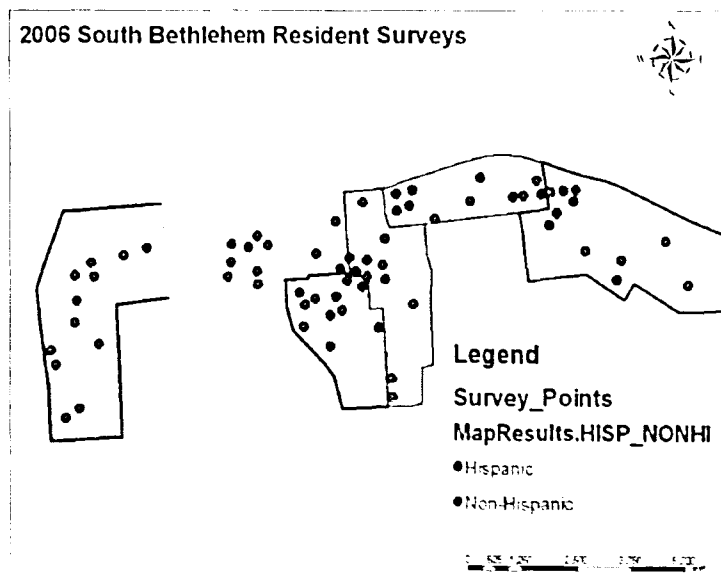 2006 South Bethlehem Resident Surveys
Legend
Survey_Points
MapResults.HISP_NONHI
Hispanic
Non-Hispanic